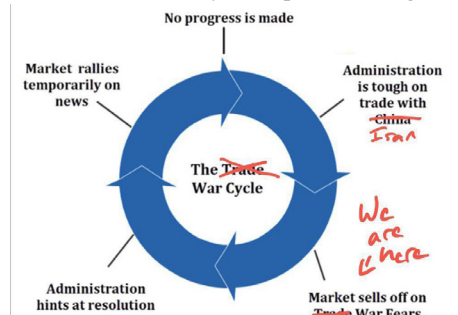 No progress is made
Market rallies
temporarily on
news
Administration
is tough on
trade with
China
Iran
The Trade
War Cycle
We
are
here
Administration
hints at resolution
Market sells off on
Trade War Fears